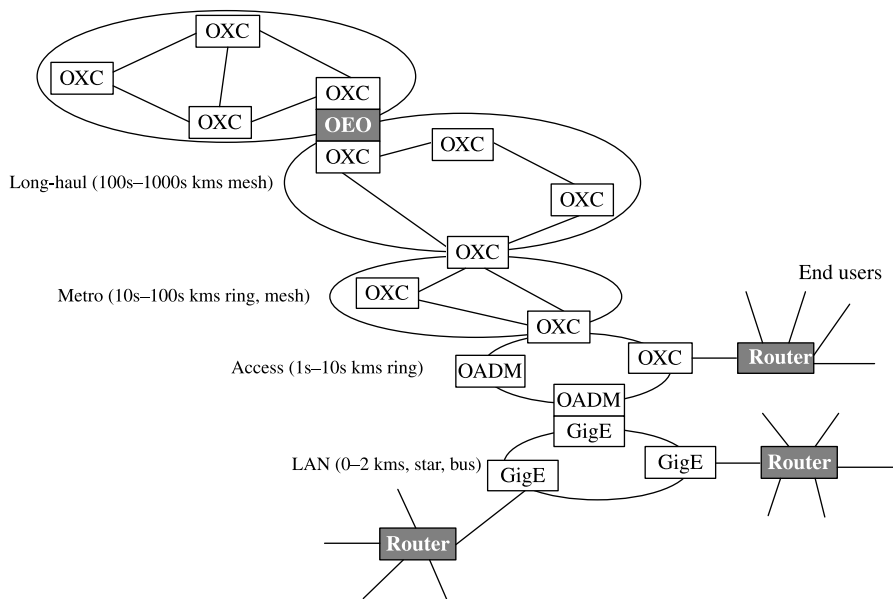 OXC
OXC
OXC
OXC
OEO
OXC
OXC
Long-haul (100s–1000s kms mesh)
OXC
OXC
End users
Metro (10s–100s kms ring, mesh)
OXC
OXC
OXC
Router
Access (1s–10s kms ring)
OADM
OADM
GigE
LAN (0–2 kms, star, bus)
GigE
GigE
Router
Router